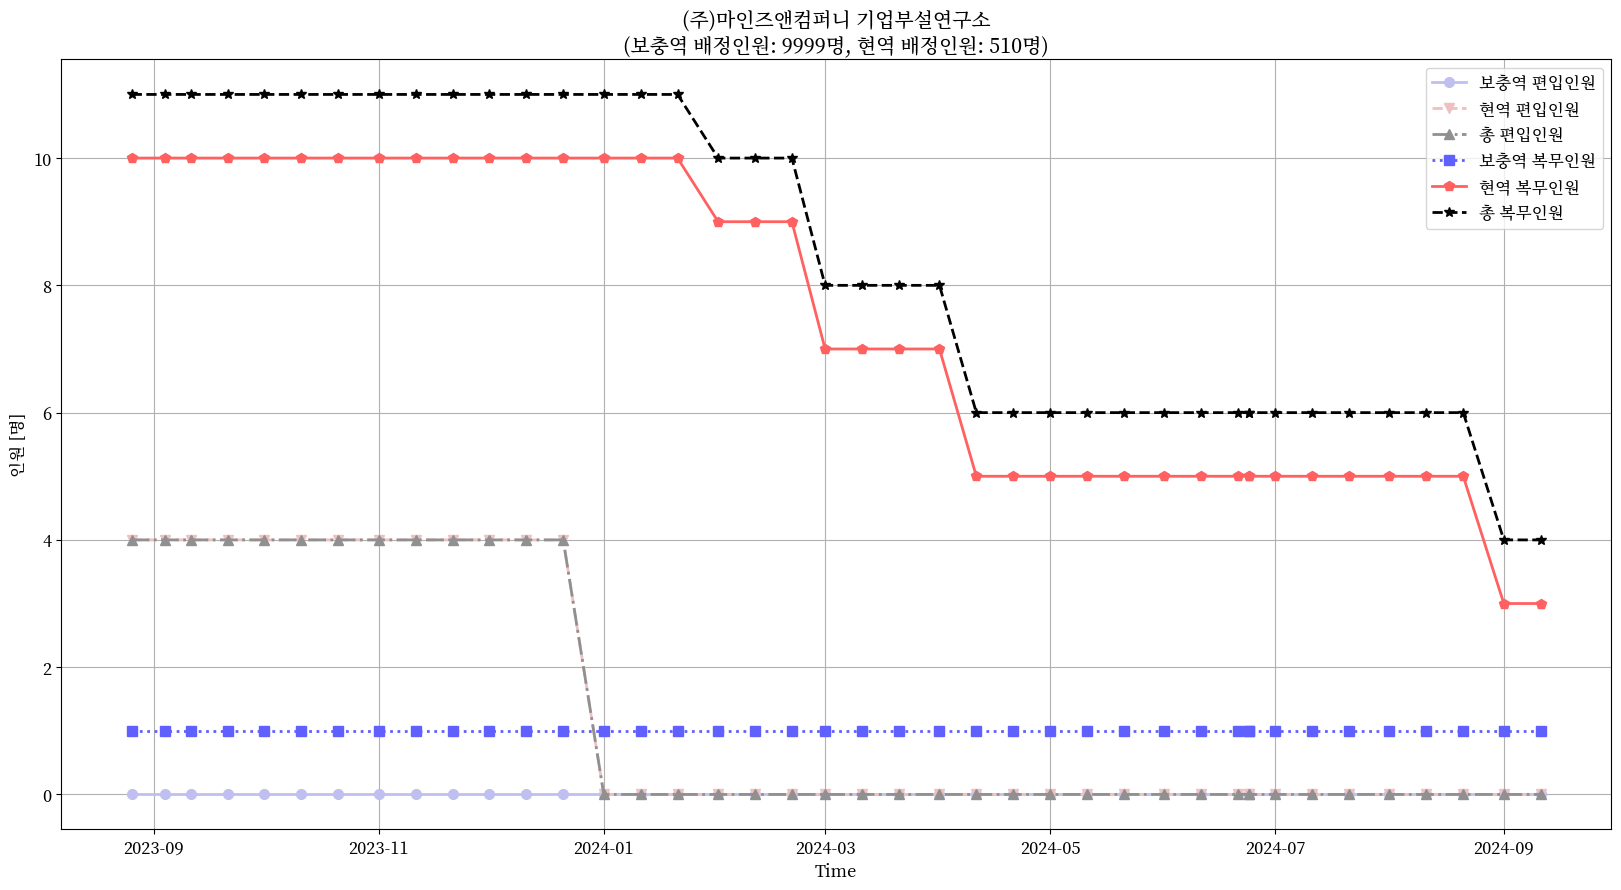 (주)마인즈앤컴퍼니 기업부설연구소
(보충역 배정인원: 9999명, 현역 배정인원: 510명)
보충역 편입인원
현역 편입인원
총 편입인원
보충역 복무인원
현역 복무인원
총 복무인원
인원 [명]
10
8
6
4
2
0
2023-09
2023-11
2024-01
2024-03
2024-05
2024-07
2024-09
Time